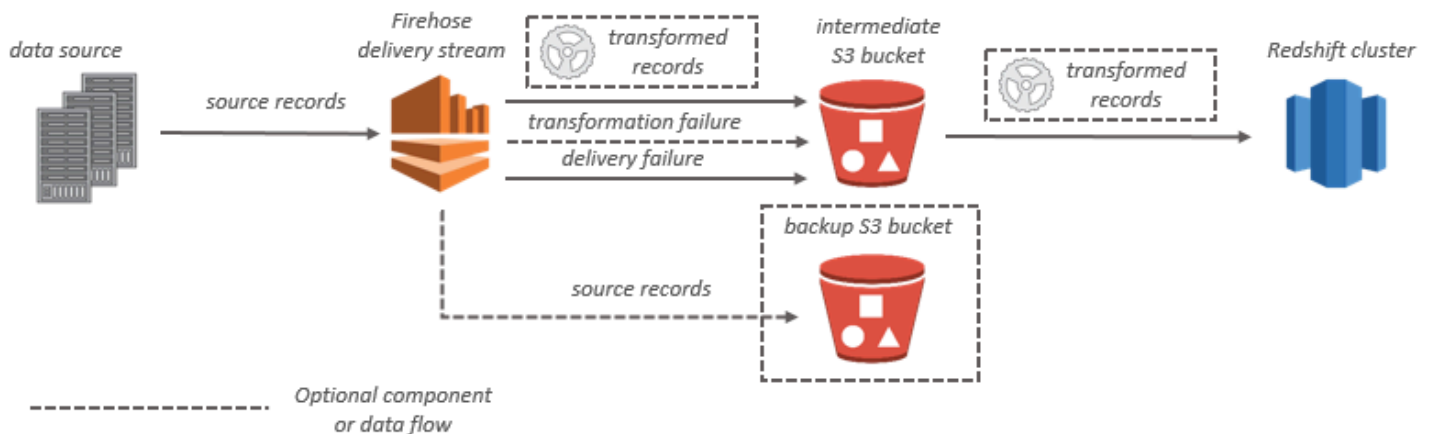 data source
source records
Firehose
delivery stream
transformed
records
transformation failure
delivery failure
intermediate
S3 bucket
transformed
records
Redshift cluster
backup S3 bucket
source records
Optional component
or data flow